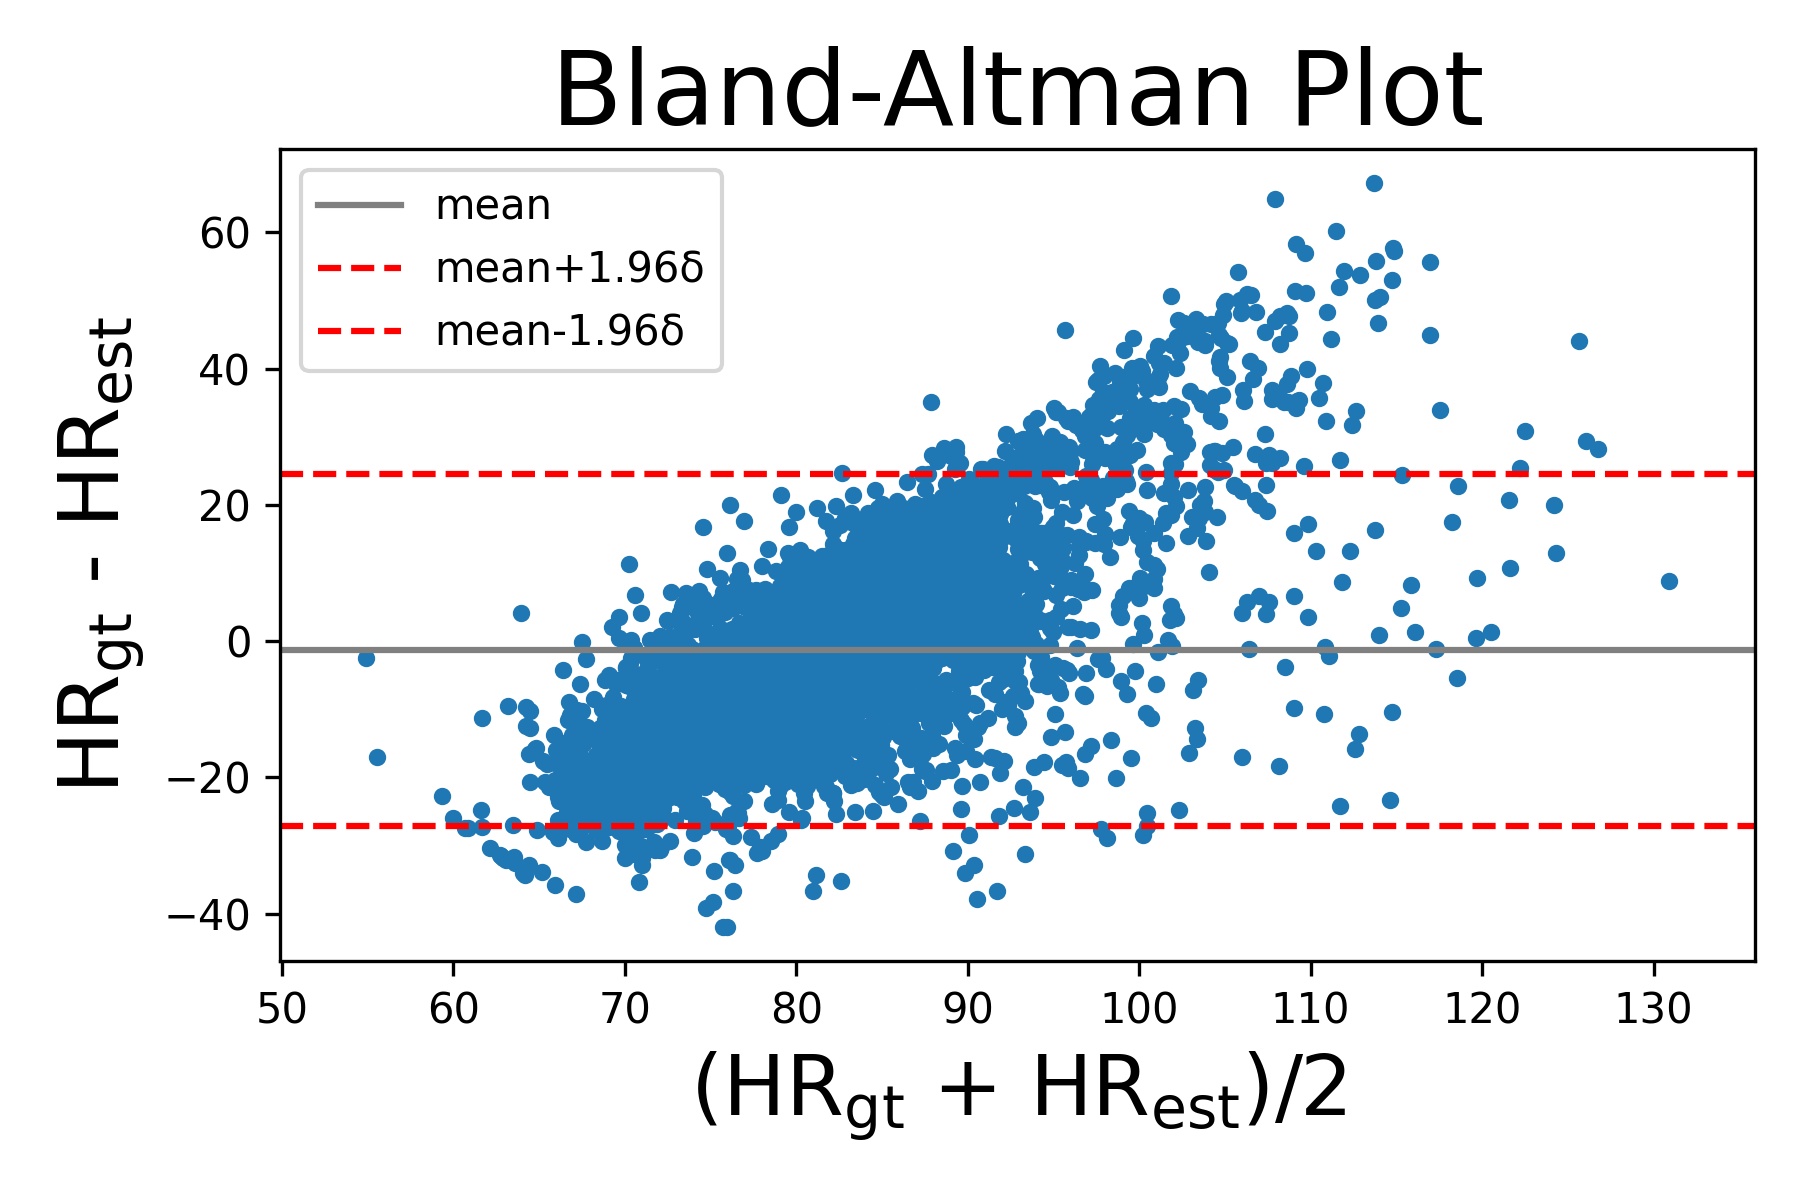 Bland-Altman Plot
mean
mean+1.96δ
mean-1.96δ
HRgt - HRest
60
40
20
0
−20
−40
50 60 70 80 90 100 110 120 130
(HRgt + HRest)/2